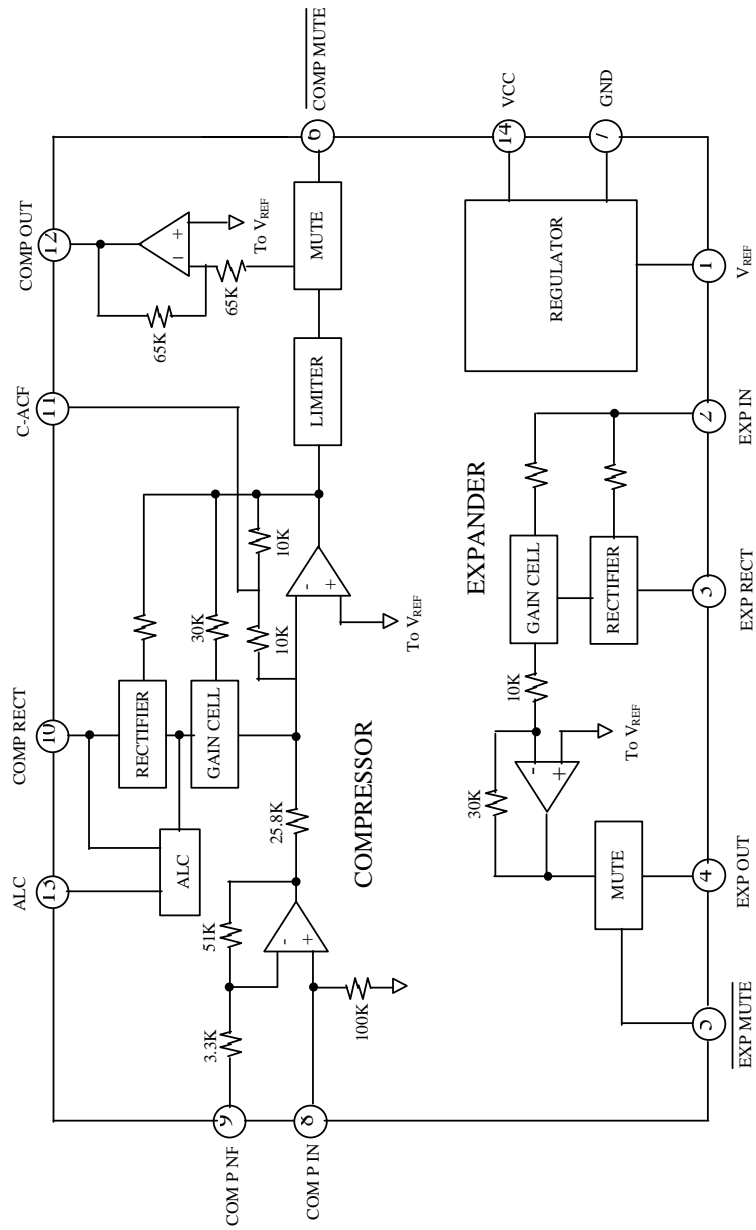 ALC
COMP RECT
C-ACF
COMP OUT
10
11
65K
65K
-
+
To VREF
RECTIFIER
ALC
GAIN CELL
30K
10K
10K
COM P NF
9
3.3K
51K
-
+
COM P IN
8
100K
25.8K
-
+
To VREF
LIMITER
MUTE
6
COMP MUTE
COMPRESSOR
EXPANDER
30K
-
+
10K
To VREF
GAIN CELL
RECTIFIER
MUTE
REGULATOR
14
VCC
GND
4
1
EXP MUTE
EXP OUT
EXP RECT
EXP IN
VREF